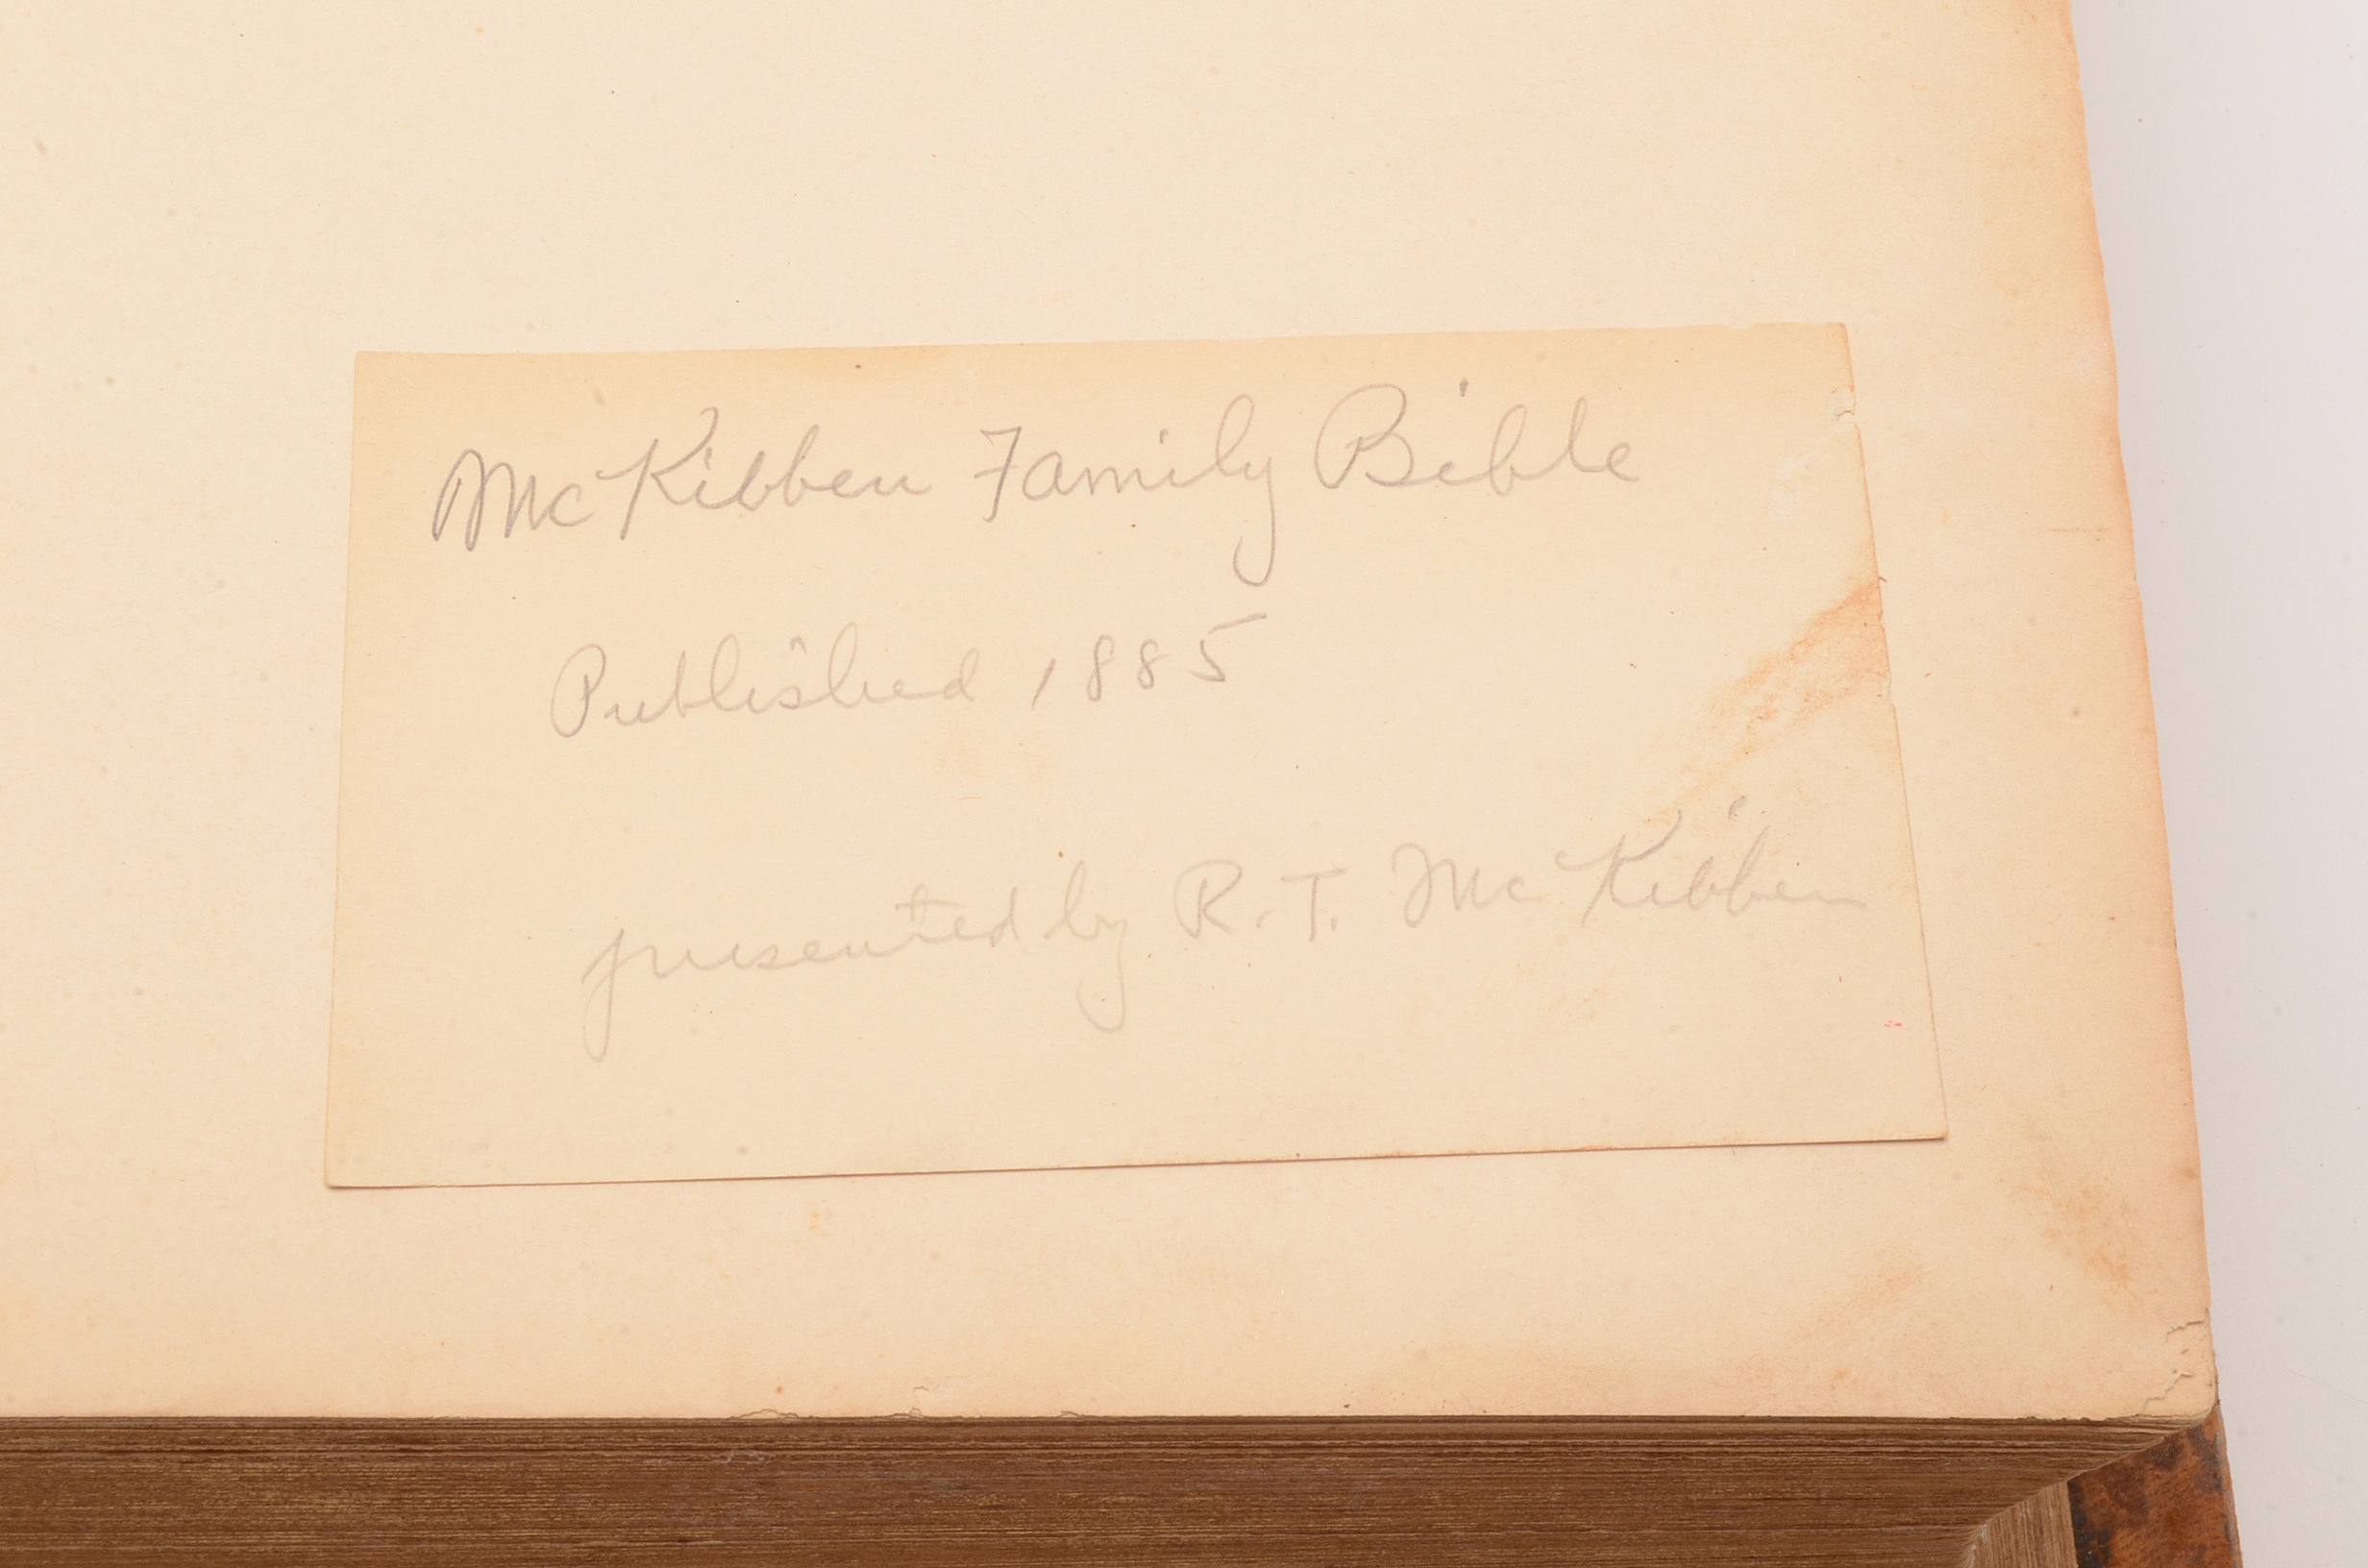 McKibben Family Bible
Published 1885
presented by R. T. McKibben